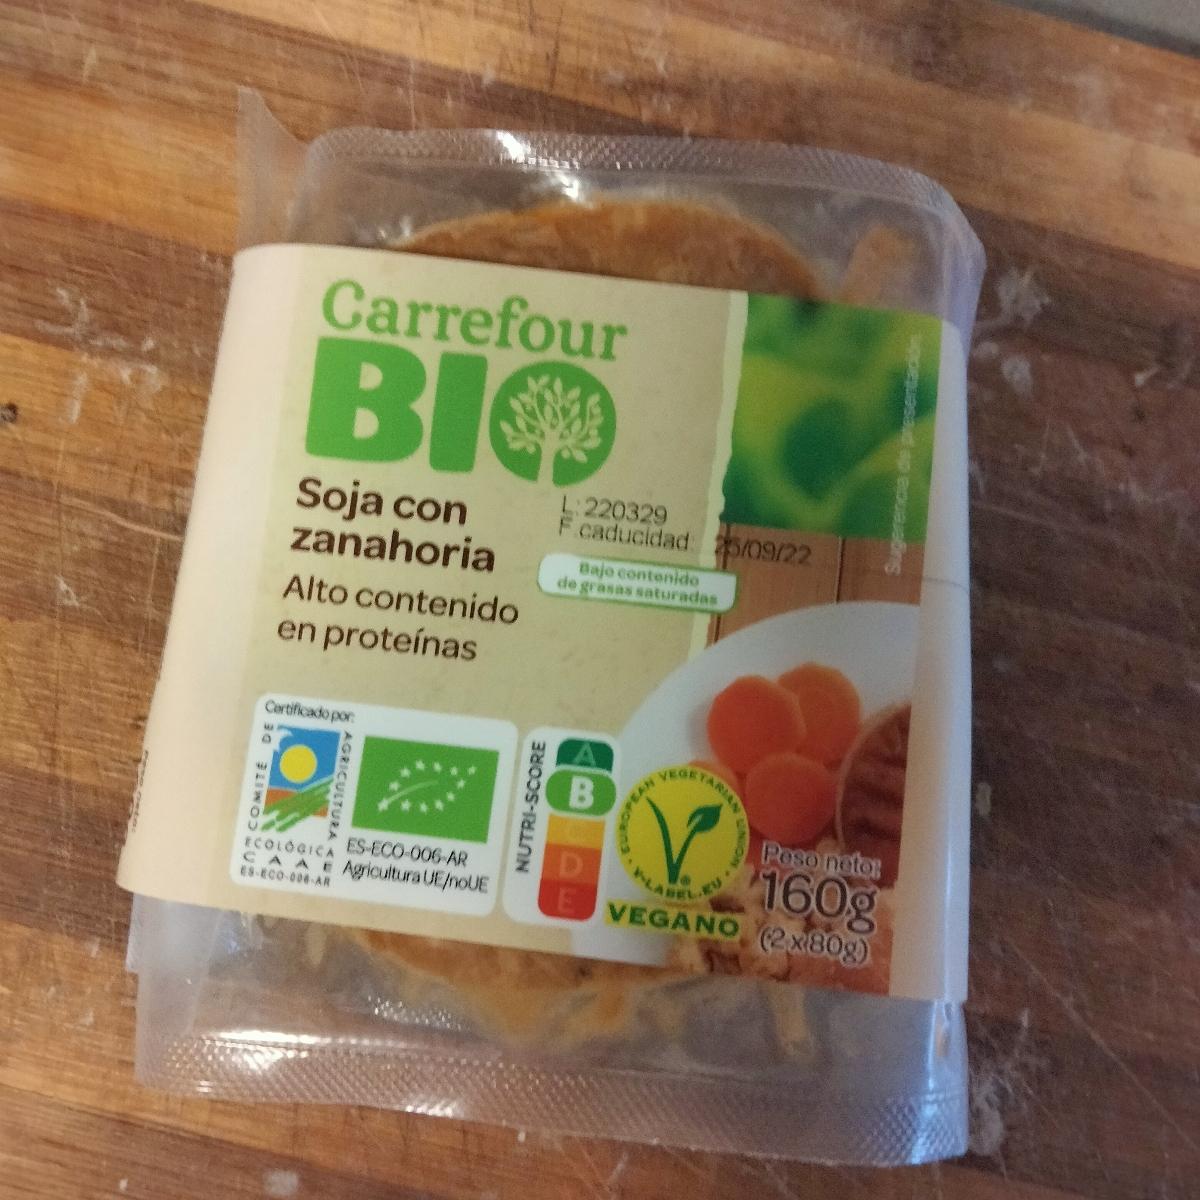 Carrefour
BIO
Soja con
zanahoria
Alto contenido
en proteínas
L: 220329
F.caducidad: 25/09/22
Bajo contenido
de grasas saturadas
Sugerencia de presentación.
Certificado por:
COMITÉ DE AGRICULTURA
ECOLÓGICA
CAAE
ES-ECO-006-AR
ES-ECO-006-AR
Agricultura UE/noUE
NUTRI-SCORE
A
B
C
D
E
EUROPEAN VEGETARIAN UNION
V-LABEL.EU
VEGANO
Peso neto:
160g
(2x80g)